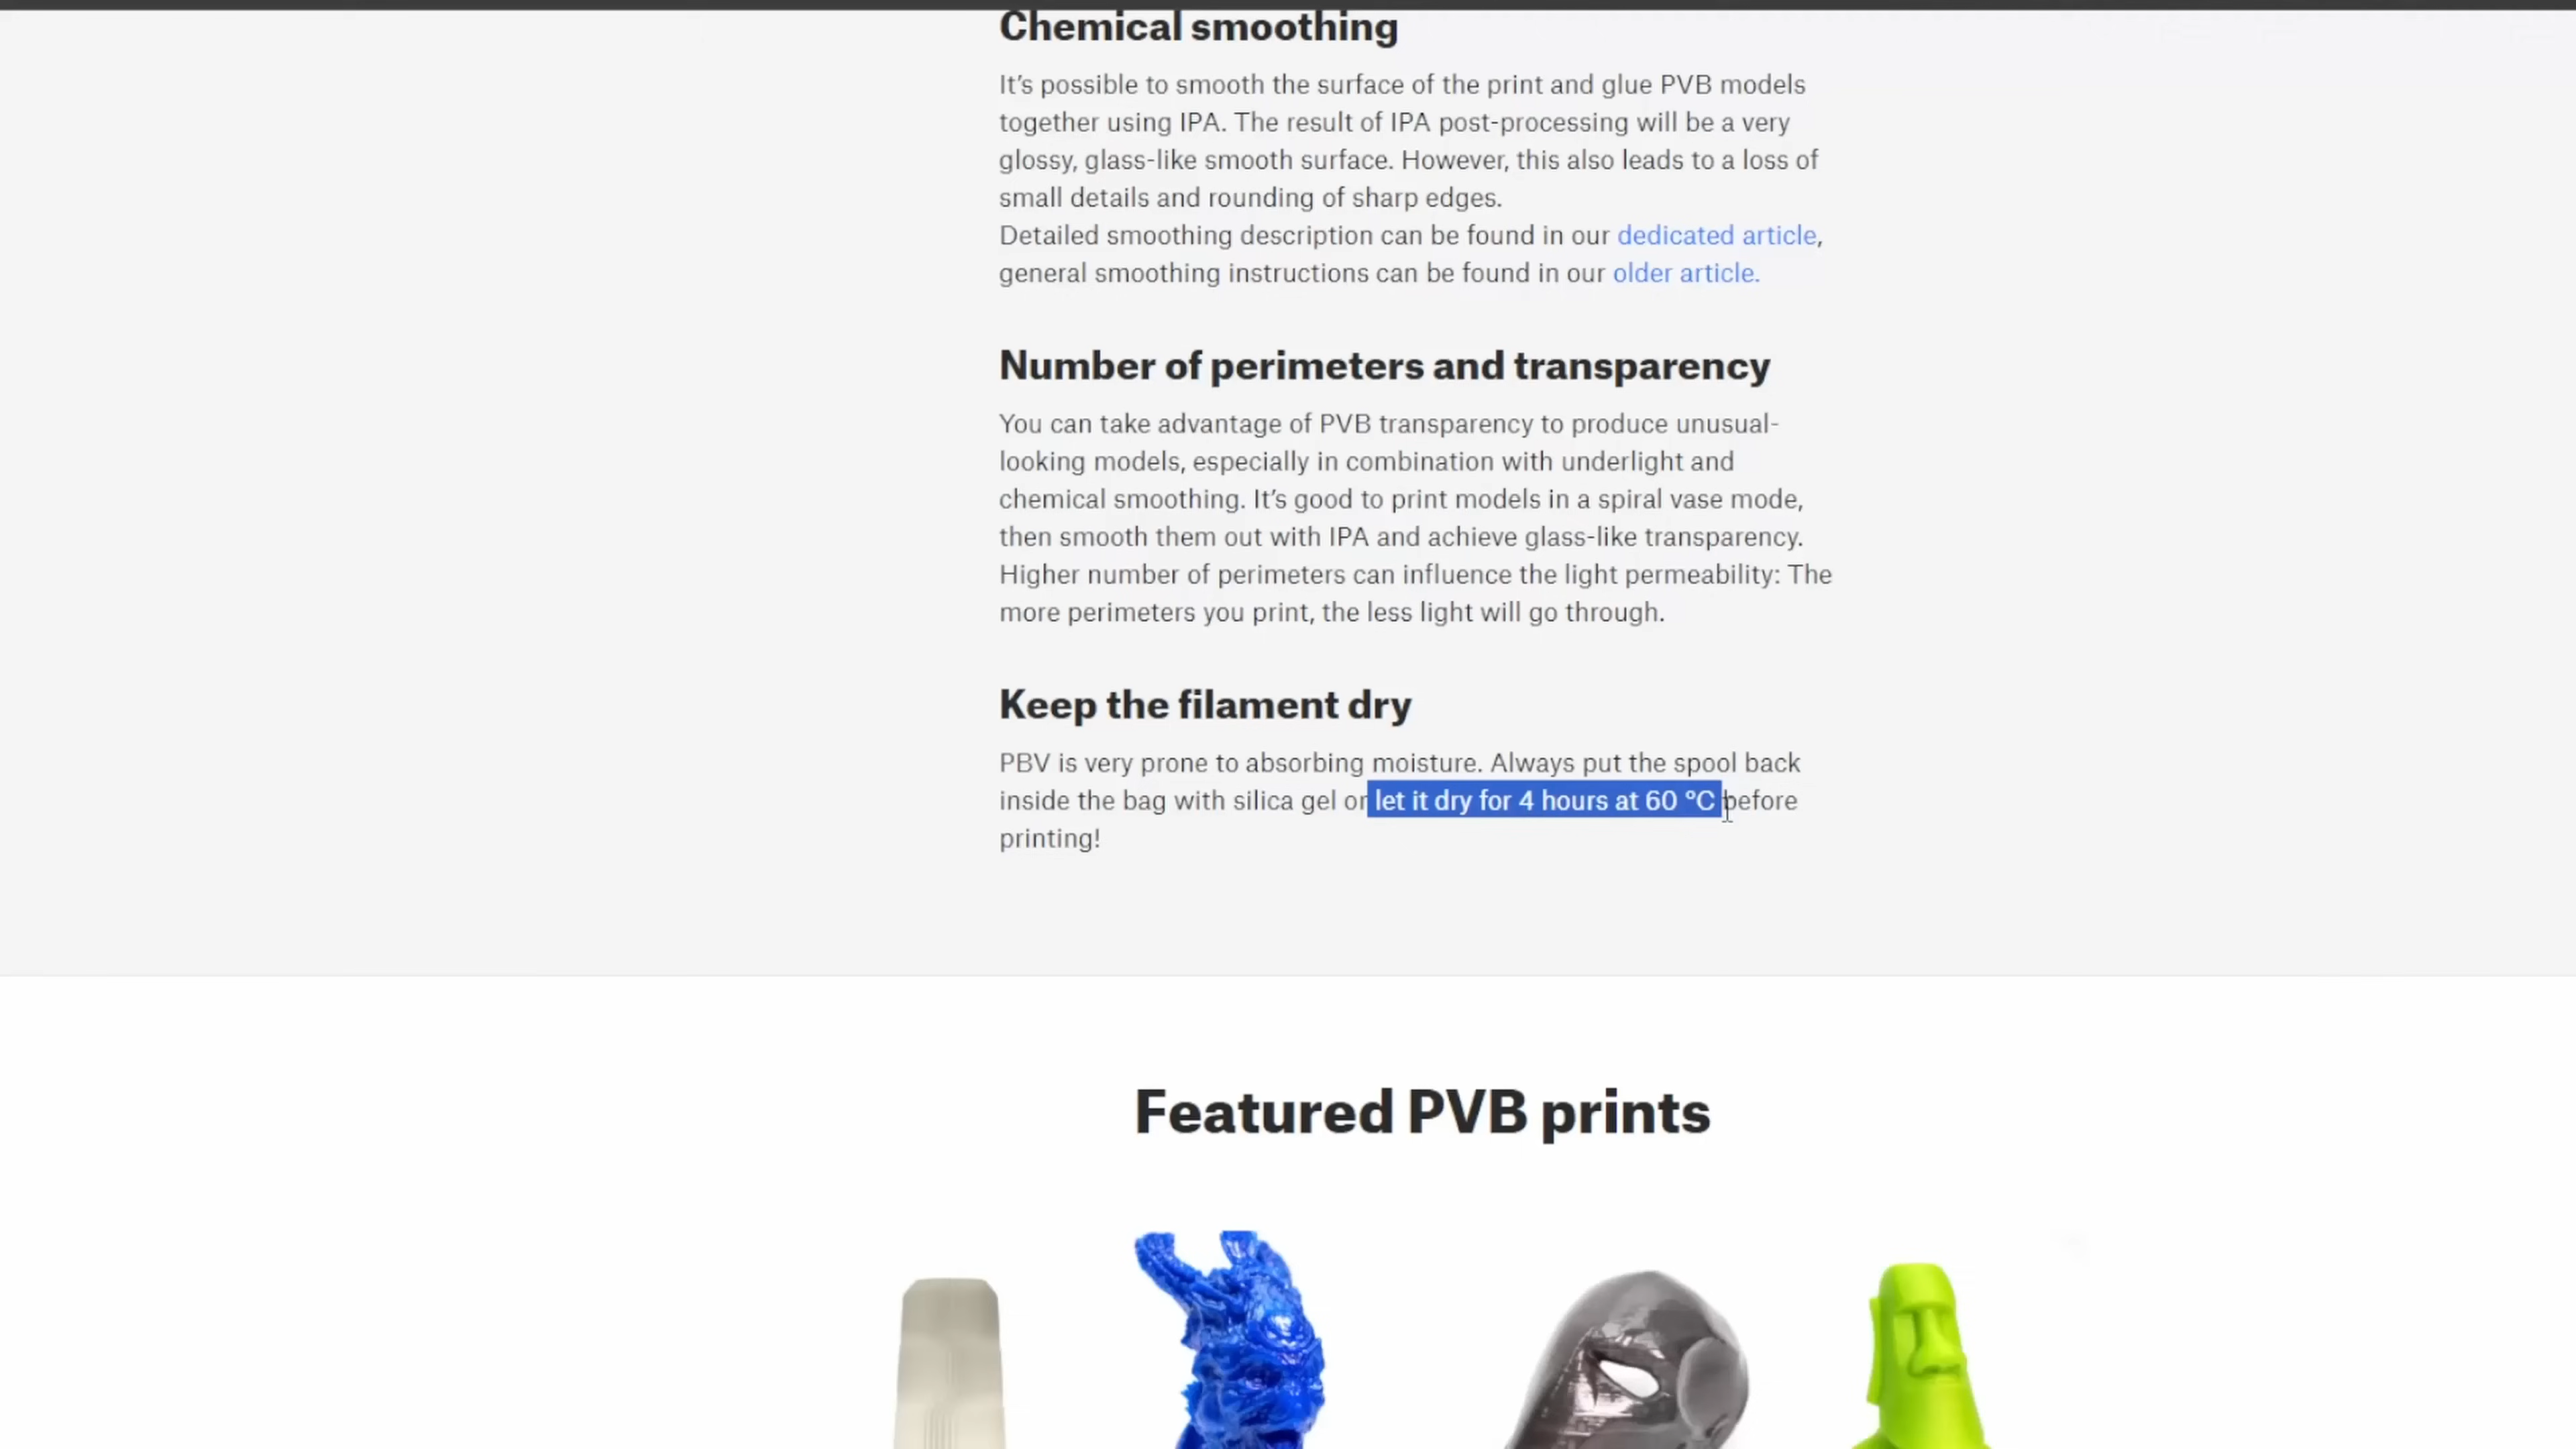 Chemical smoothing
It's possible to smooth the surface of the print and glue PVB models
together using IPA. The result of IPA post-processing will be a very
glossy, glass-like smooth surface. However, this also leads to a loss of
small details and rounding of sharp edges.
Detailed smoothing description can be found in our dedicated article,
general smoothing instructions can be found in our older article.
Number of perimeters and transparency
You can take advantage of PVB transparency to produce unusual-
looking models, especially in combination with underlight and
chemical smoothing. It's good to print models in a spiral vase mode,
then smooth them out with IPA and achieve glass-like transparency.
Higher number of perimeters can influence the light permeability: The
more perimeters you print, the less light will go through.
Keep the filament dry
PBV is very prone to absorbing moisture. Always put the spool back
inside the bag with silica gel or let it dry for 4 hours at 60 °C before
printing!
Featured PVB prints